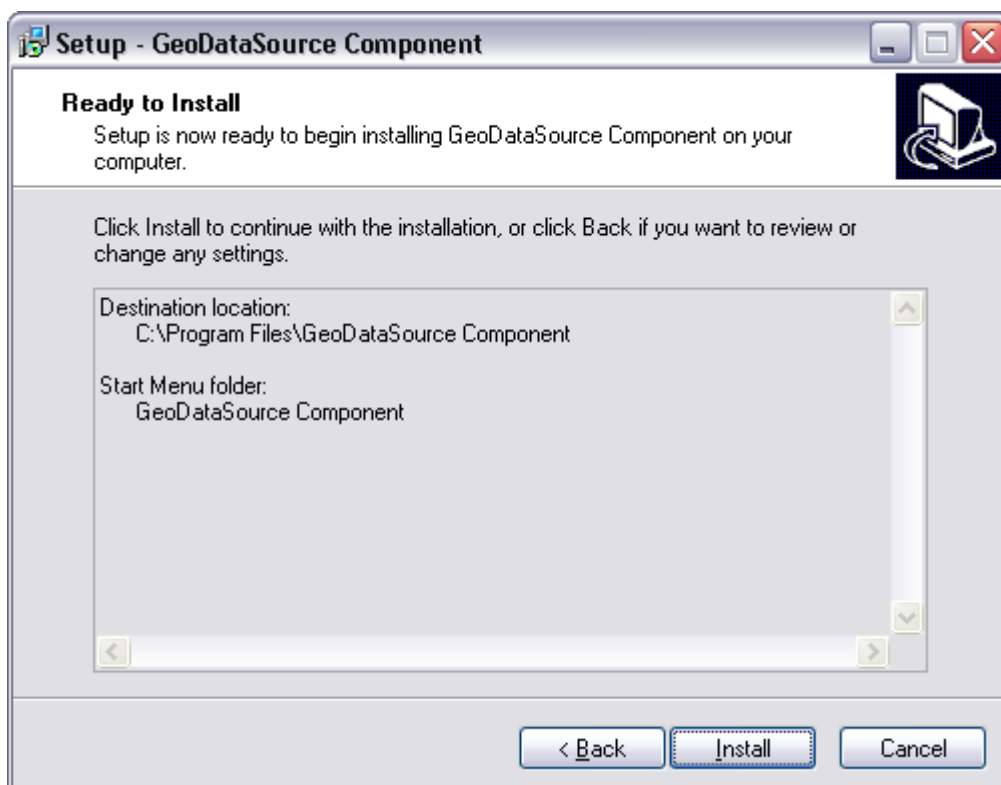 Setup - GeoDataSource Component
Ready to Install
Setup is now ready to begin installing GeoDataSource Component on your
computer.
Click Install to continue with the installation, or click Back if you want to review or
change any settings.
Destination location:
C:\Program Files\GeoDataSource Component
Start Menu folder:
GeoDataSource Component
< Back
Install
Cancel